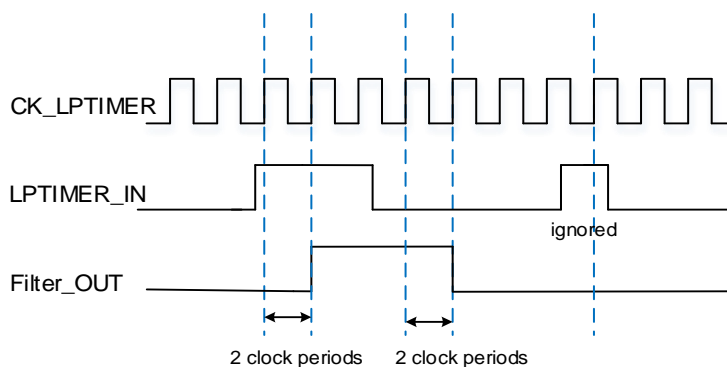 CK_LPTIMER
LPTIMER_IN
ignored
Filter_OUT
2 clock periods
2 clock periods